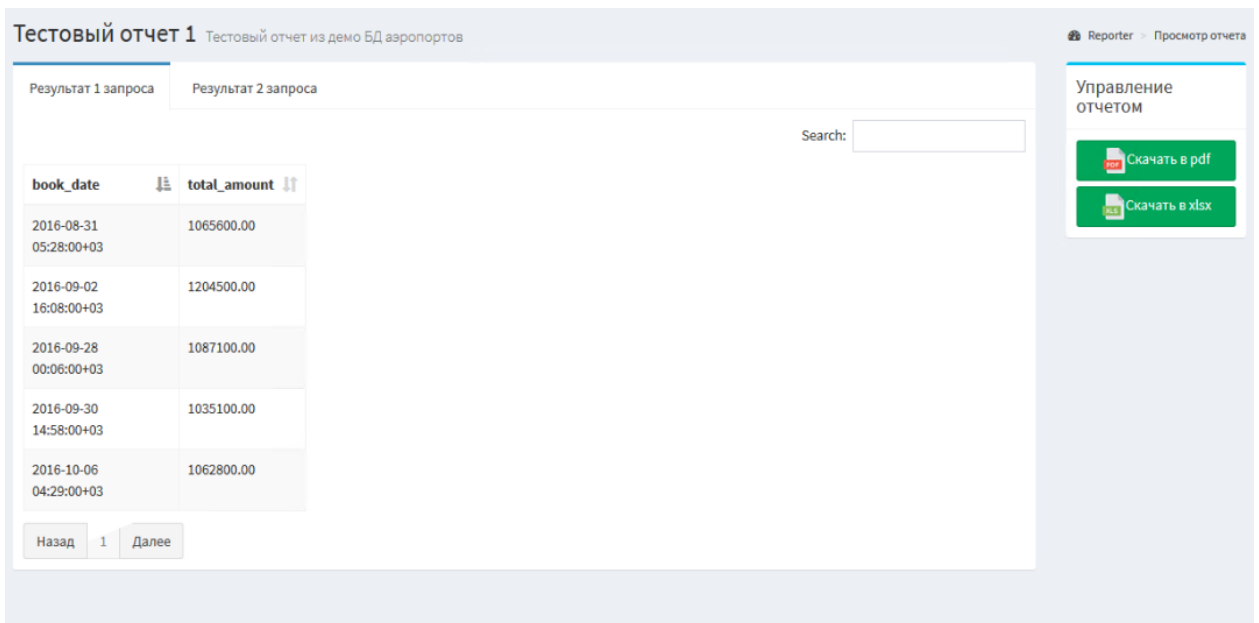 Тестовый отчет 1 Тестовый отчет из демо БД аэропортов
Reporter > Просмотр отчета
Результат 1 запроса Результат 2 запроса
Search:
book_date total_amount
2016-08-31 1065600.00
05:28:00+03
2016-09-02 1204500.00
16:08:00+03
2016-09-28 1087100.00
00:06:00+03
2016-09-30 1035100.00
14:58:00+03
2016-10-06 1062800.00
04:29:00+03
Назад 1 Далее
Управление
отчетом
PDF Скачать в pdf
XLS Скачать в xlsx